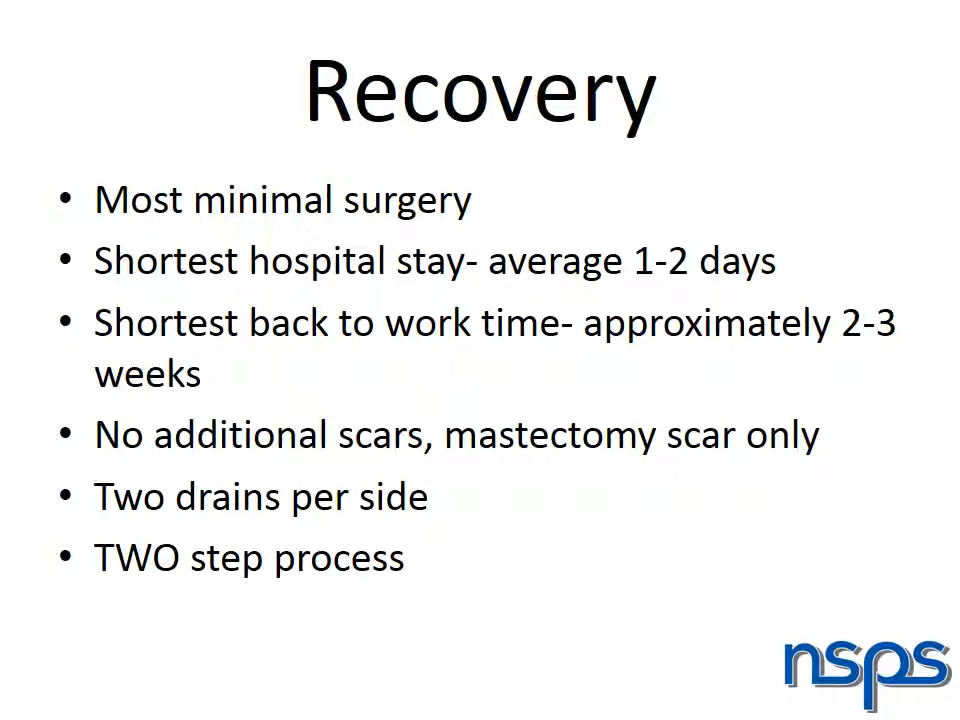 Recovery
• Most minimal surgery
• Shortest hospital stay- average 1-2 days
• Shortest back to work time- approximately 2-3
weeks
• No additional scars, mastectomy scar only
• Two drains per side
• TWO step process
nsps